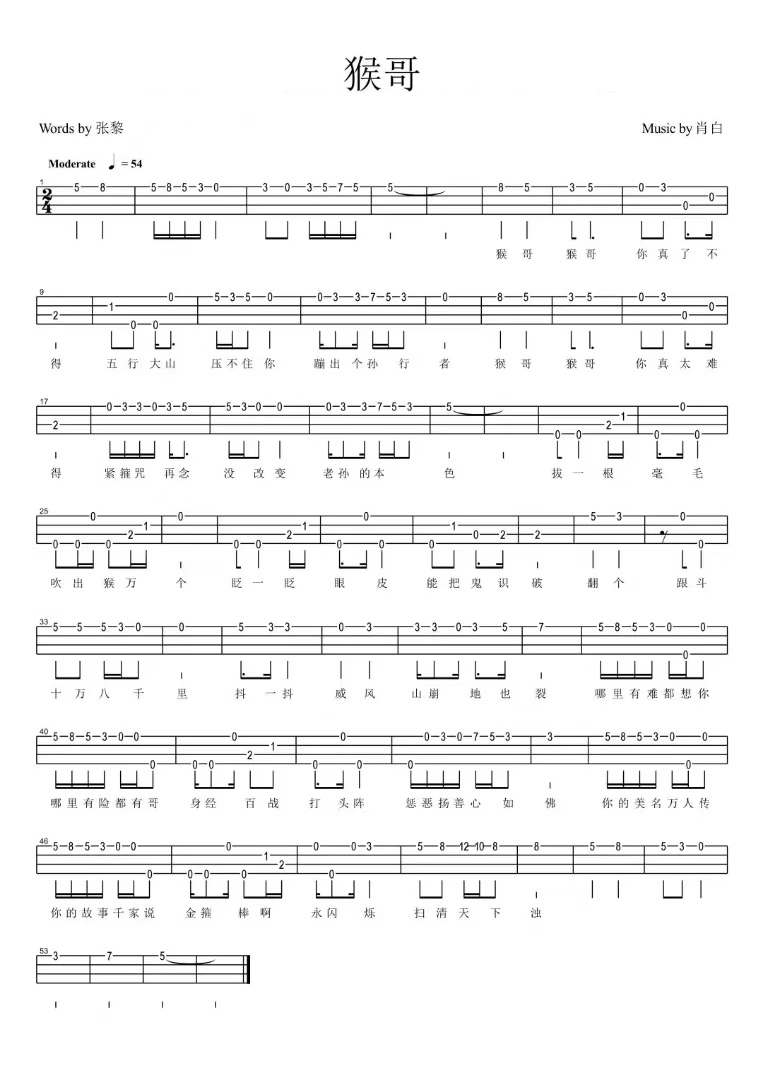 猴哥
Words by 张黎
Music by 肖白
Moderate ♩ = 54
1
2/4
5 8 5 8 5 3 0 3 0 3 5 7 5 5 8 5 3 5 0 3 0 0
猴 哥 猴 哥 你 真 了 不
9
2 1 0 0 0 5 3 5 0 0 3 3 7 5 3 0 8 5 3 5 0 3 0 0
得 五 行 大 山 压 不 住 你 蹦 出 个 孙 行 者 猴 哥 猴 哥 你 真 太 难
17
2 0 3 3 0 3 5 5 3 0 0 0 3 3 7 5 3 5 0 0 2 1 0 0
得 紧 箍 咒 再 念 没 改 变 老 孙 的 本 色 拔 一 根 毫 毛
25
0 0 0 2 1 0 0 0 2 1 0 0 0 0 1 0 2 2 5 3 0 0
吹 出 猴 万 个 眨 一 眨 眼 皮 能 把 鬼 识 破 翻 个 跟 斗
33
5 5 5 3 0 0 5 3 3 0 3 3 3 0 3 5 7 5 8 5 3 0 0 0
十 万 八 千 里 抖 一 抖 威 风 山 崩 地 也 裂 哪 里 有 难 都 想 你
40
5 8 5 3 0 0 0 0 0 0 2 1 0 0 0 0 0 3 0 7 5 3 3 5 8 5 3 0 0 0
哪 里 有 险 都 有 哥 身 经 百 战 打 头 阵 惩 恶 扬 善 心 如 佛 你 的 美 名 万 人 传
46
5 8 5 3 0 0 0 0 0 0 0 1 2 0 0 0 3 5 8 12 10 8 8 5 8 5 3 0
你 的 故 事 千 家 说 金 箍 棒 啊 永 闪 烁 扫 清 天 下 浊
53
3 7 5